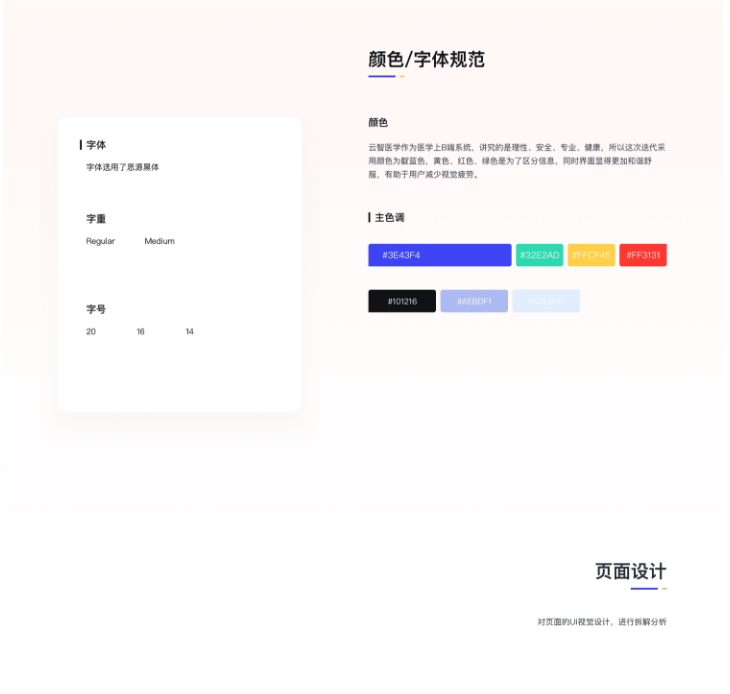 颜色/字体规范
颜色
云智医学作为医学上B端系统，讲究的是理性、安全、专业、健康，所以这次迭代采
用颜色为靛蓝色，黄色、红色、绿色是为了区分信息，同时界面显得更加和谐舒
服，有助于用户减少视觉疲劳。
主色调
#3E43F4
#32E2AD
#FFCF45
#FF3131
#101216
#AEBDF1
字体
字体选用了思源黑体
字重
Regular
Medium
字号
20
16
14
页面设计
对页面的UI视觉设计，进行拆解分析